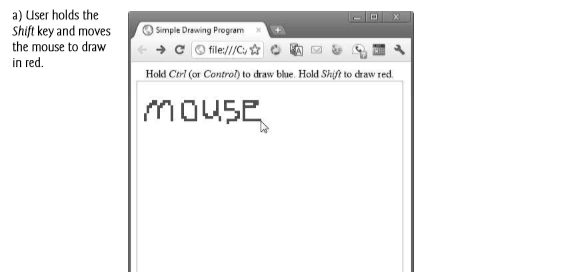 a) User holds the
Shift key and moves
the mouse to draw
in red.
Simple Drawing Program
file:///C:/
Hold Ctrl (or Control) to draw blue. Hold Shift to draw red.
mouse